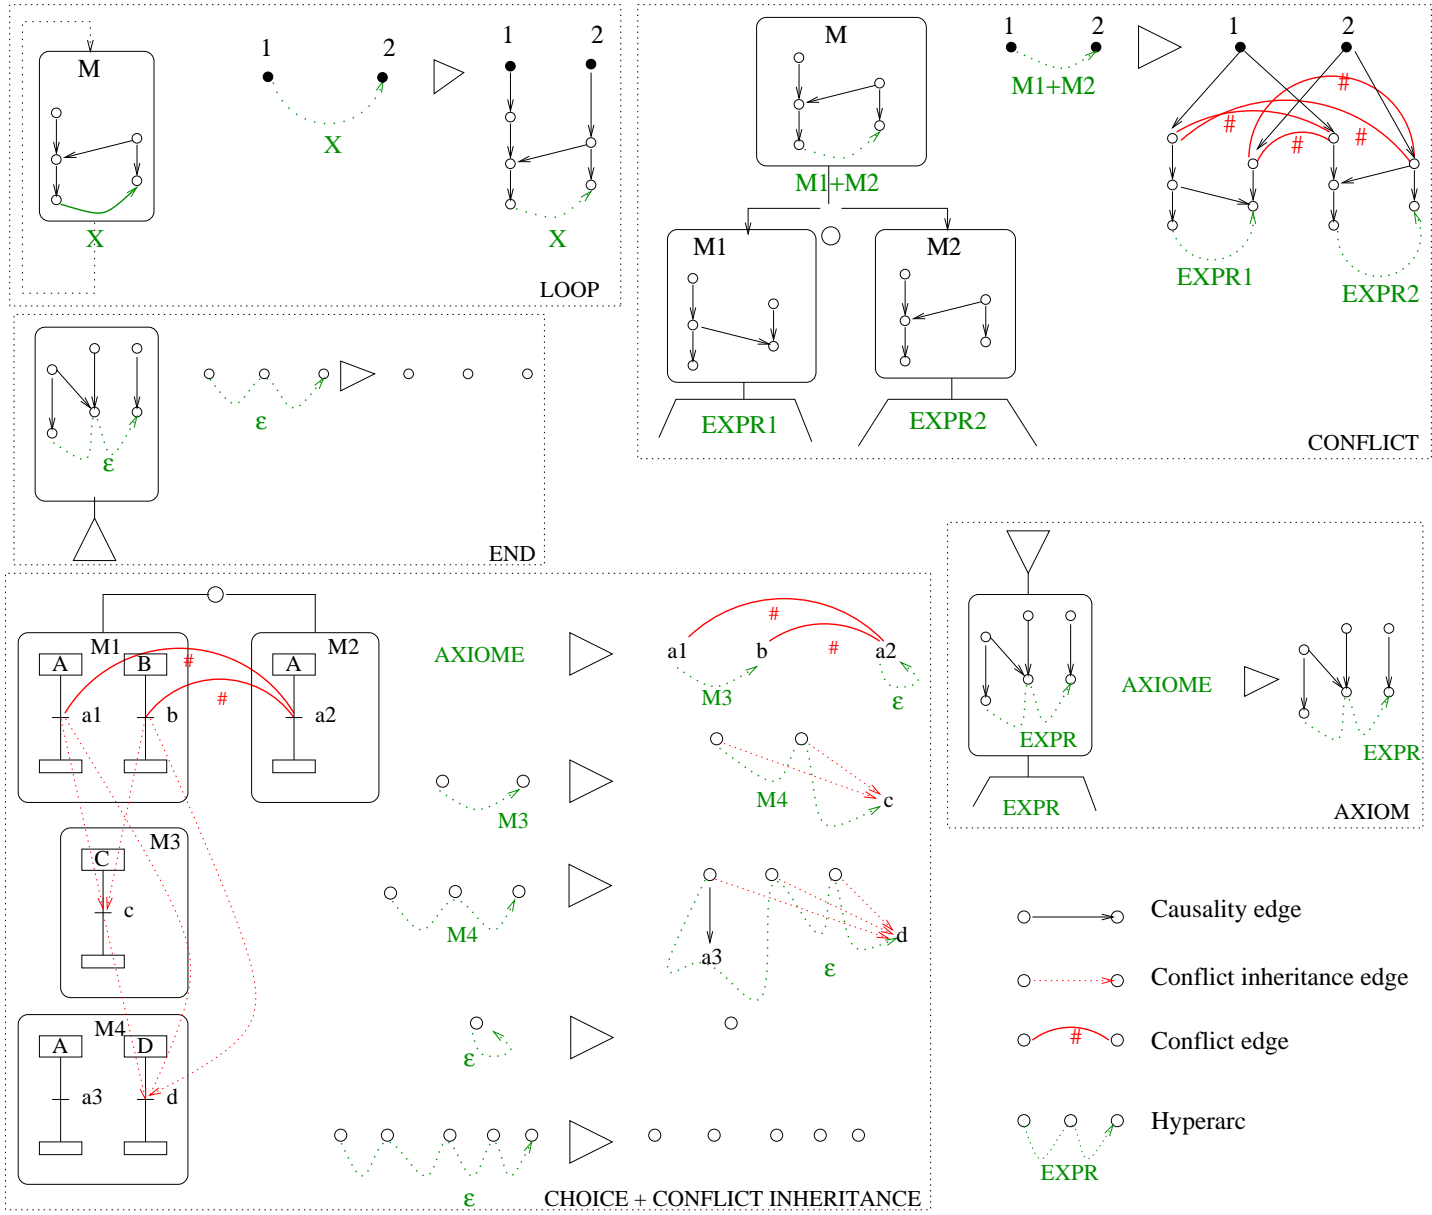 M
X
1 2
X
1 2
X
LOOP
M
M1+M2
M1
M2
EXPR1
EXPR2
1 2
M1+M2
1 2
#
#
#
#
EXPR1
EXPR2
CONFLICT
ε
ε
END
M1
A
B
#
#
a1
b
M2
A
a2
M3
C
c
M4
A
D
a3
d
AXIOME
#
#
a1
b
a2
M3
ε
M3
M4
c
M4
a3
d
ε
ε
ε
CHOICE + CONFLICT INHERITANCE
EXPR
EXPR
AXIOME
EXPR
AXIOM
Causality edge
Conflict inheritance edge
#
Conflict edge
Hyperarc
EXPR